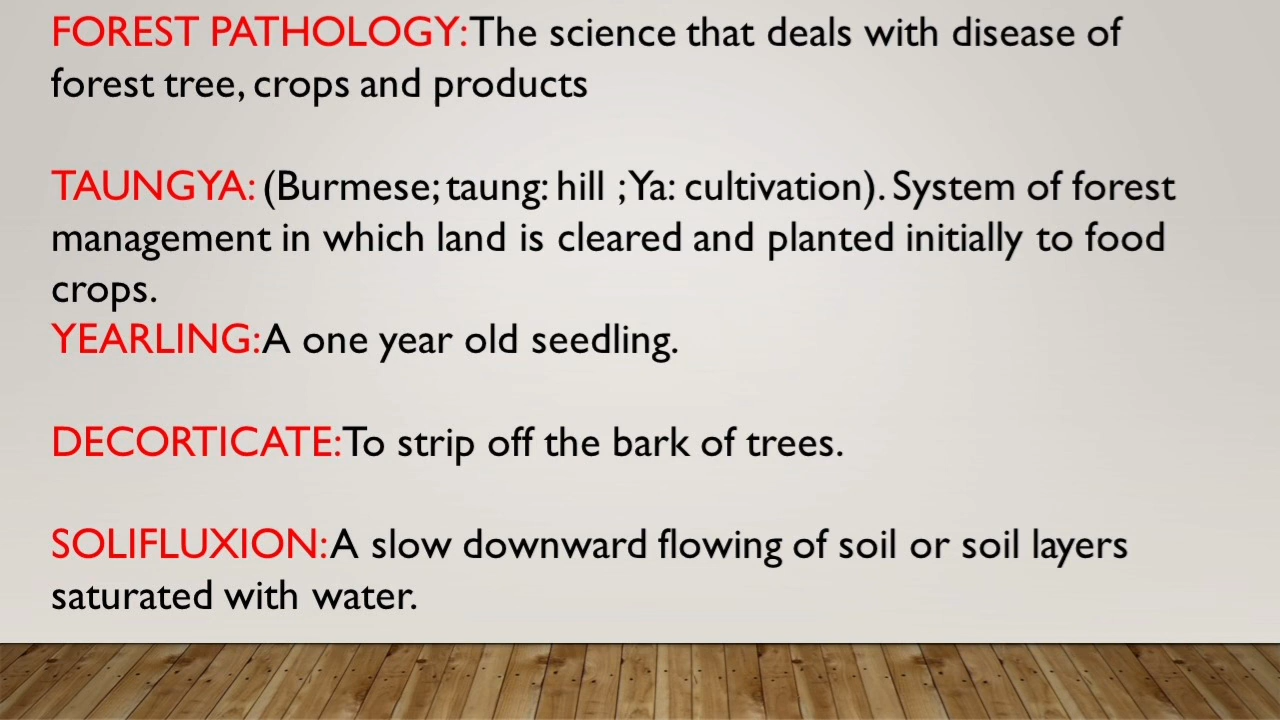 FOREST PATHOLOGY:The science that deals with disease of
forest tree, crops and products
TAUNGYA: (Burmese; taung: hill ;Ya: cultivation). System of forest
management in which land is cleared and planted initially to food
crops.
YEARLING:A one year old seedling.
DECORTICATE:To strip off the bark of trees.
SOLIFLUXION:A slow downward flowing of soil or soil layers
saturated with water.